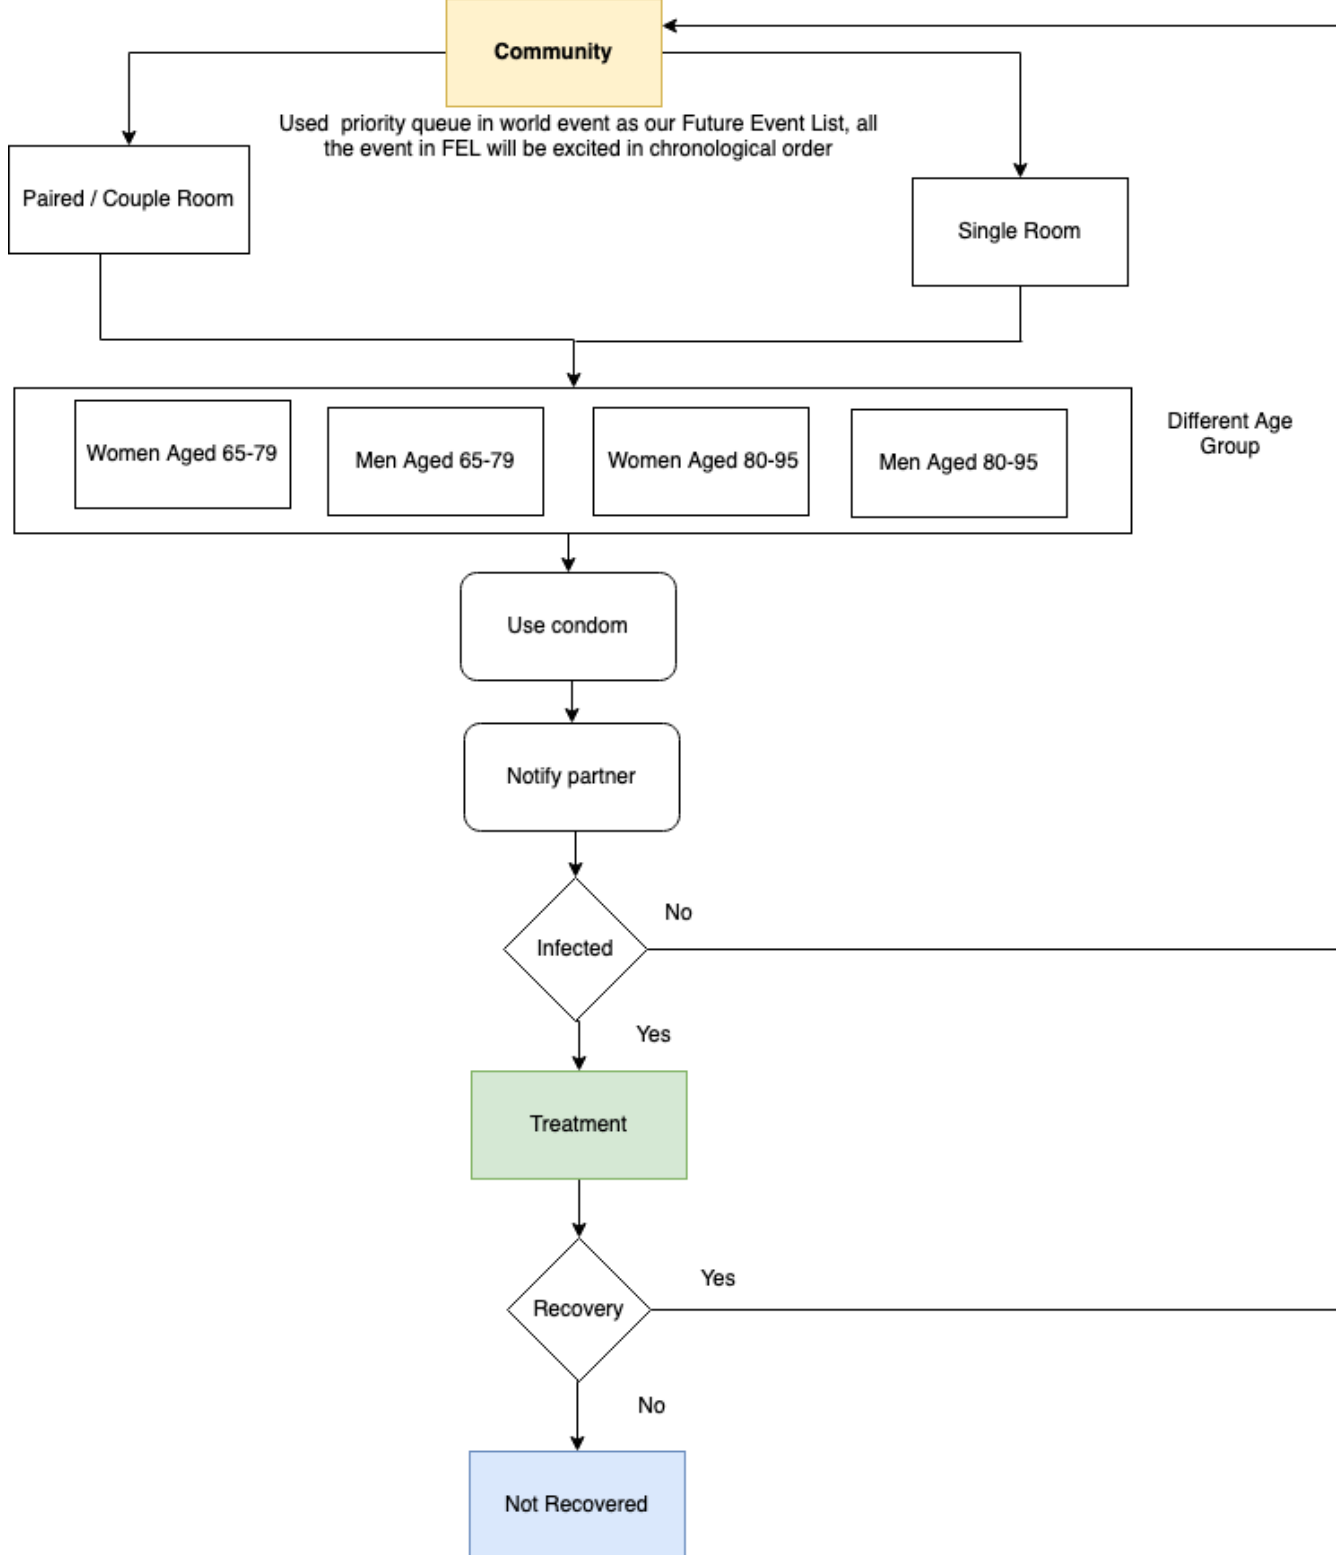 Community
Used priority queue in world event as our Future Event List, all
the event in FEL will be excited in chronological order
Paired / Couple Room
Single Room
Women Aged 65-79
Men Aged 65-79
Women Aged 80-95
Men Aged 80-95
Different Age
Group
Use condom
Notify partner
No
Infected
Yes
Treatment
Yes
Recovery
No
Not Recovered